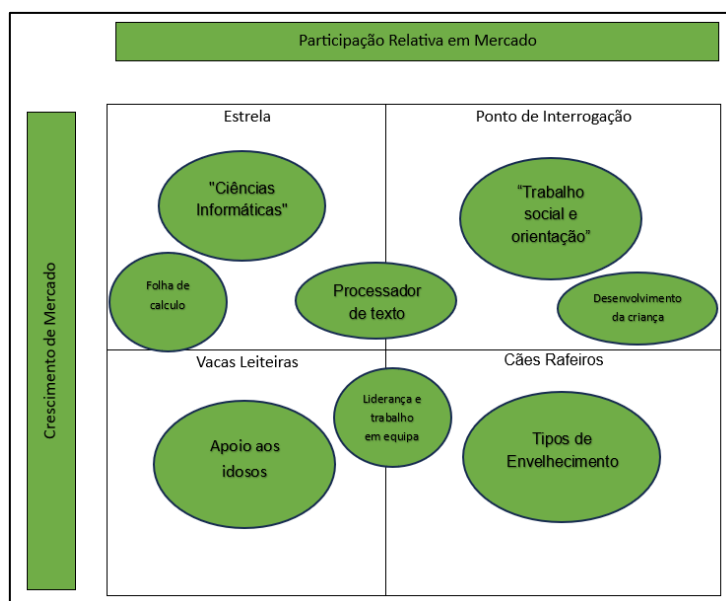 Participação Relativa em Mercado
Crescimento de Mercado
Estrela
Ponto de Interrogação
"Ciências
Informáticas"
“Trabalho
social e
orientação”
Folha de
calculo
Processador
de texto
Desenvolvimento
da criança
Vacas Leiteiras
Cães Rafeiros
Liderança e
trabalho
em equipa
Apoio aos
idosos
Tipos de
Envelhecimento